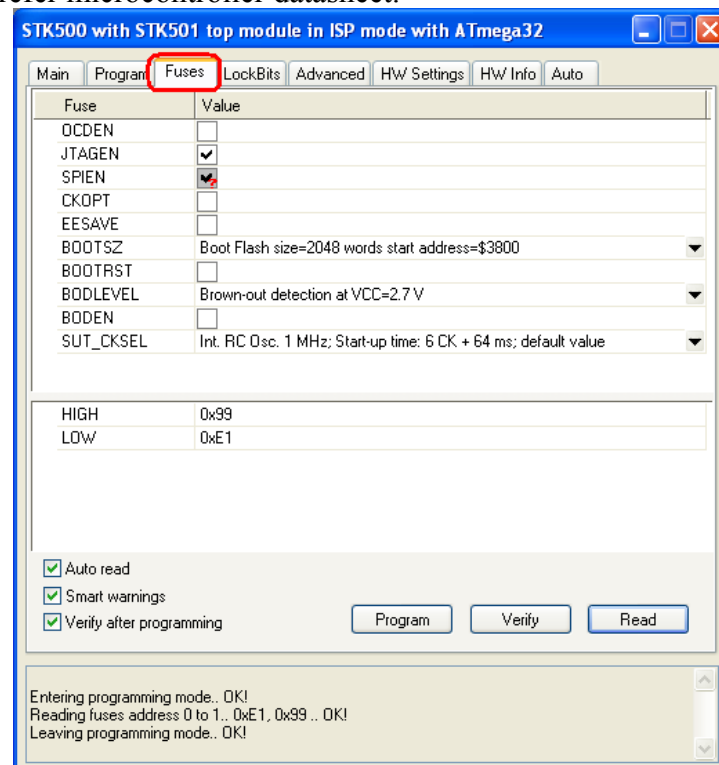 refer microcontroller datasheet.
STK500 with STK501 top module in ISP mode with ATmega32
Main Program Fuses LockBits Advanced HW Settings HW Info Auto
Fuse Value
OCDEN
JTAGEN
SPIEN
CKOPT
EESAVE
BOOTSZ Boot Flash size=2048 words start address=$3800
BOOTRST
BODLEVEL Brown-out detection at VCC=2.7 V
BODEN
SUT_CKSEL Int. RC Osc. 1 MHz; Start-up time: 6 CK + 64 ms; default value
HIGH 0x99
LOW 0xE1
Auto read
Smart warnings
Verify after programming Program Verify Read
Entering programming mode.. OK!
Reading fuses address 0 to 1.. 0xE1, 0x99 .. OK!
Leaving programming mode.. OK!